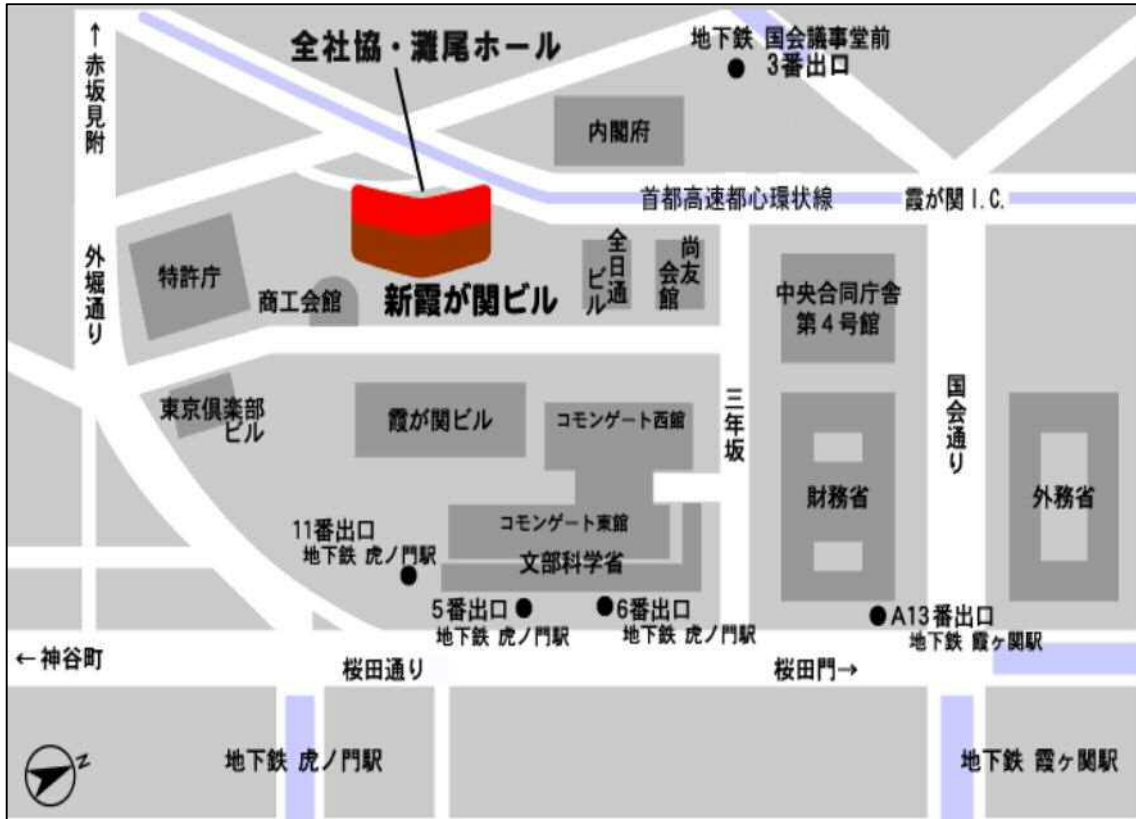 ↑赤坂見附
全社協・灘尾ホール
地下鉄 国会議事堂前
3番出口
内閣府
首都高速都心環状線
霞が関 I.C.
外堀通り
特許庁
商工会館
新霞が関ビル
全日通
ビル
尚友
会館
中央合同庁舎
第4号館
東京倶楽部
ビル
霞が関ビル
コモンゲート西館
三年坂
国会通り
財務省
外務省
コモンゲート東館
文部科学省
11番出口
地下鉄 虎ノ門駅
5番出口
地下鉄 虎ノ門駅
6番出口
地下鉄 虎ノ門駅
A13番出口
地下鉄 霞ヶ関駅
←神谷町
桜田通り
桜田門→
地下鉄 虎ノ門駅
地下鉄 霞ヶ関駅
N